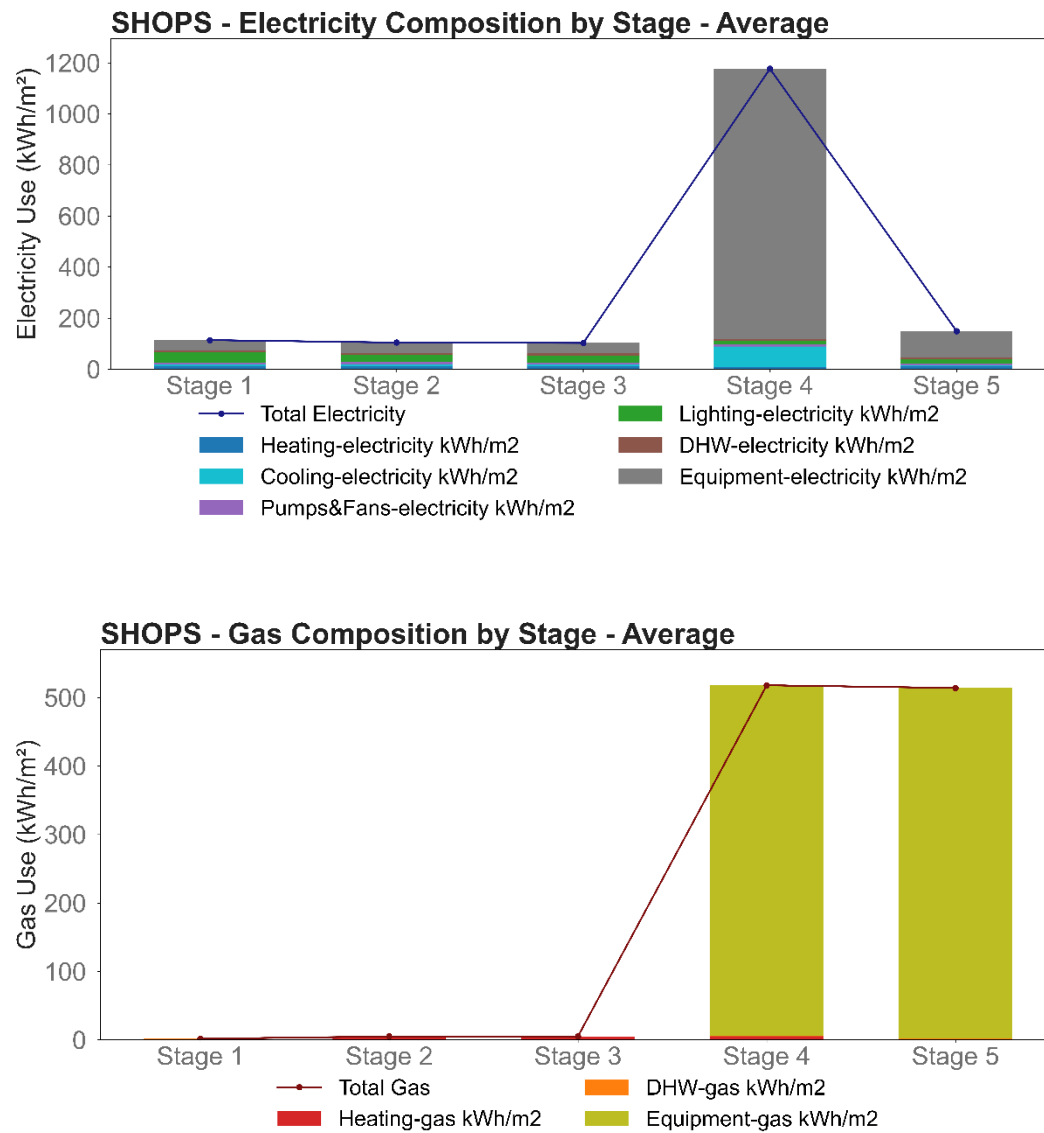 SHOPS - Electricity Composition by Stage - Average
Electricity Use (kWh/m²)
1200
1000
800
600
400
200
0
Stage 1 Stage 2 Stage 3 Stage 4 Stage 5
Total Electricity
Heating-electricity kWh/m2
Cooling-electricity kWh/m2
Pumps&Fans-electricity kWh/m2
Lighting-electricity kWh/m2
DHW-electricity kWh/m2
Equipment-electricity kWh/m2
SHOPS - Gas Composition by Stage - Average
Gas Use (kWh/m²)
500
400
300
200
100
0
Stage 1 Stage 2 Stage 3 Stage 4 Stage 5
Total Gas
Heating-gas kWh/m2
DHW-gas kWh/m2
Equipment-gas kWh/m2